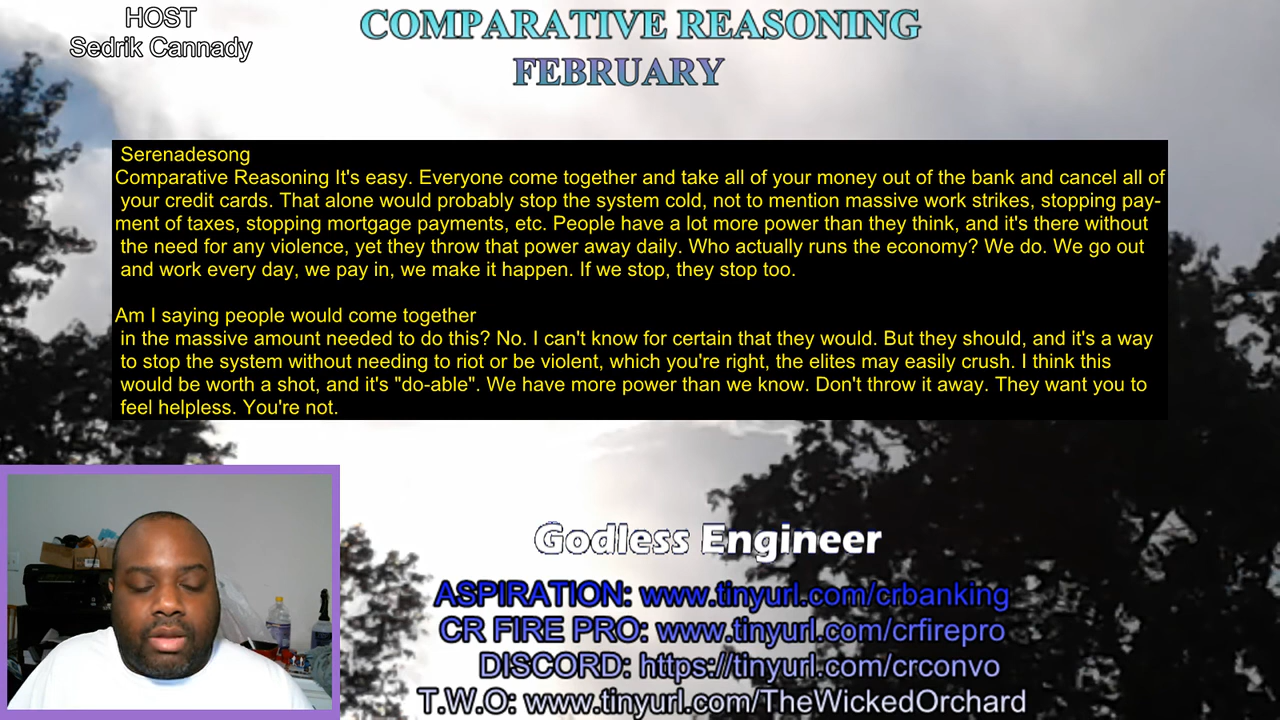 HOST
Sedrik Cannady
COMPARATIVE REASONING
FEBRUARY
Serenadesong
Comparative Reasoning It's easy. Everyone come together and take all of your money out of the bank and cancel all of
your credit cards. That alone would probably stop the system cold, not to mention massive work strikes, stopping pay-
ment of taxes, stopping mortgage payments, etc. People have a lot more power than they think, and it's there without
the need for any violence, yet they throw that power away daily. Who actually runs the economy? We do. We go out
and work every day, we pay in, we make it happen. If we stop, they stop too.
Am I saying people would come together
in the massive amount needed to do this? No. I can't know for certain that they would. But they should, and it's a way
to stop the system without needing to riot or be violent, which you're right, the elites may easily crush. I think this
would be worth a shot, and it's "do-able". We have more power than we know. Don't throw it away. They want you to
feel helpless. You're not.
Godless Engineer
ASPIRATION: www.tinyurl.com/crbanking
CR FIRE PRO: www.tinyurl.com/crfirepro
DISCORD: https://tinyurl.com/crconvo
T.W.O: www.tinyurl.com/TheWickedOrchard